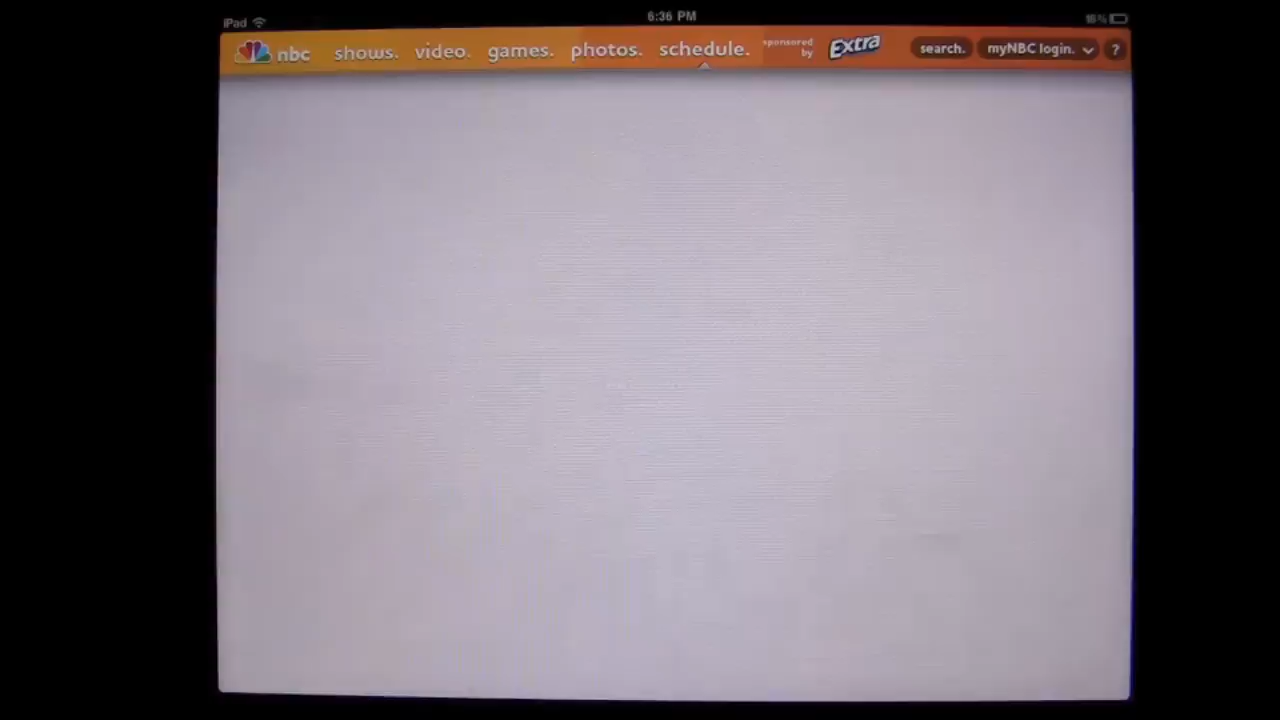 iPad 6:36 PM
nbc shows. video. games. photos. schedule. sponsored by Extra search. myNBC login. ?